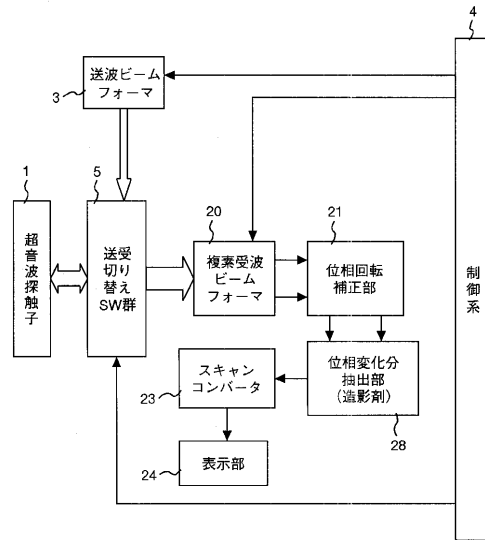 4
送波ビーム
フォーマ
3
1
5
超音波探触子
送受
切り替え
SW群
20
複素受波
ビーム
フォーマ
21
位相回転
補正部
制御系
スキャン
コンバータ
23
位相変化分
抽出部
(造影剤)
28
表示部
24